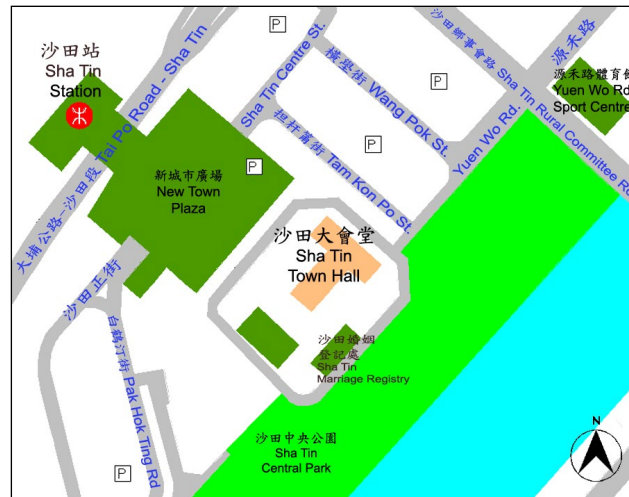 沙田站
Sha Tin
Station
P
沙田鄉事會路 Sha Tin Rural Committee Rd
源禾路
源禾路體育館
Yuen Wo Rd
Sport Centre
大埔公路-沙田段 Tai Po Road - Sha Tin
Sha Tin Centre St.
橫壆街 Wang Pok St.
P
担杆莆街 Tam Kon Po St.
P
Yuen Wo Rd.
P
新城市廣場
New Town
Plaza
沙田大會堂
Sha Tin
Town Hall
沙田正街
白鶴汀街 Pak Hok Ting Rd
沙田婚姻
登記處
Sha Tin
Marriage Registry
沙田中央公園
Sha Tin
Central Park
P
N